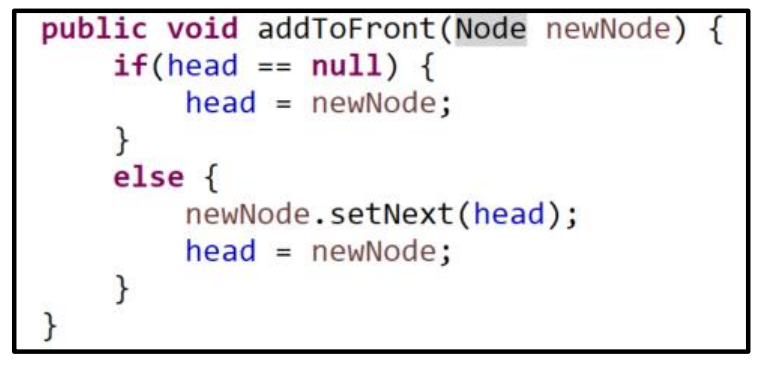 public void addToFront(Node newNode) {
    if(head == null) {
        head = newNode;
    }
    else {
        newNode.setNext(head);
        head = newNode;
    }
}